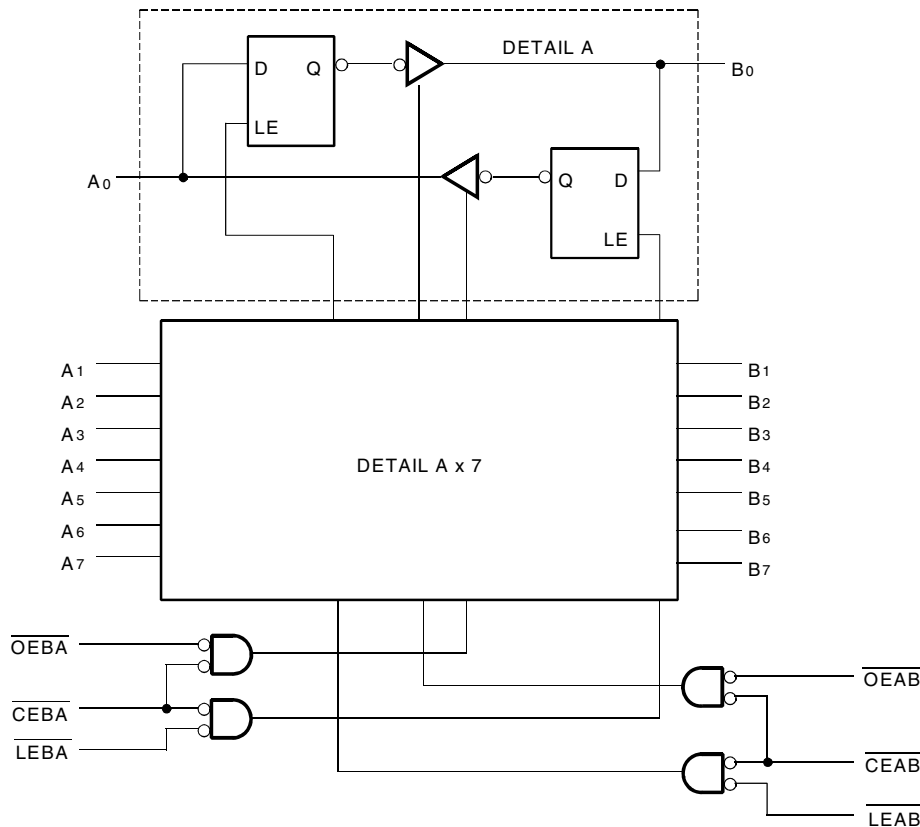 DETAIL A
D Q
B0
LE
A0
Q D
LE
A1 B1
A2 B2
A3 B3
A4 B4
DETAIL A x 7
A5 B5
A6 B6
A7 B7
OEBA
OEAB
CEBA
LEBA
CEAB
LEAB